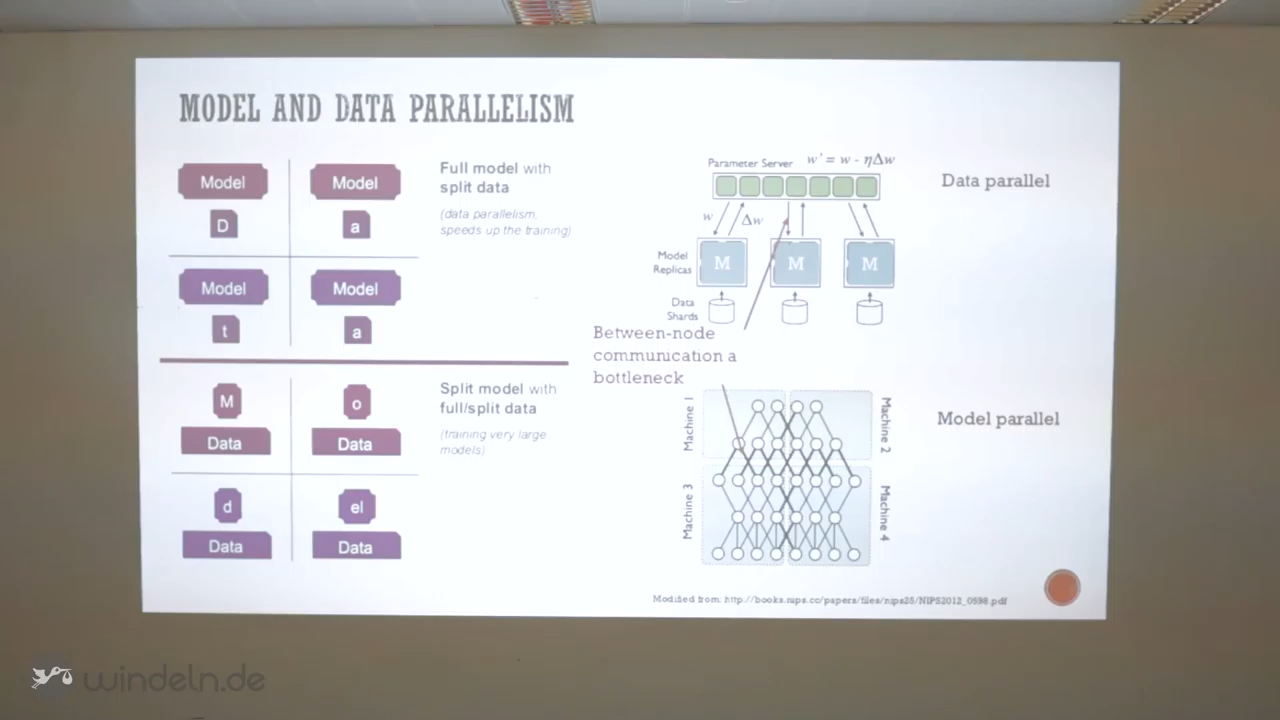 MODEL AND DATA PARALLELISM
Model
Model
D
a
Model
Model
t
a
Full model with
split data
(data parallelism,
speeds up the training)
M
o
Data
Data
d
el
Data
Data
Split model with
full/split data
(training very large
models)
Parameter Server w' = w - ηΔw
w
Δw
Model
Replicas
M
M
M
Data
Shards
Data parallel
Between-node
communication a
bottleneck
Machine 1
Machine 2
Machine 3
Machine 4
Model parallel
Modified from: http://books.nips.cc/papers/files/nips25/NIPS2012_0598.pdf
windeln.de